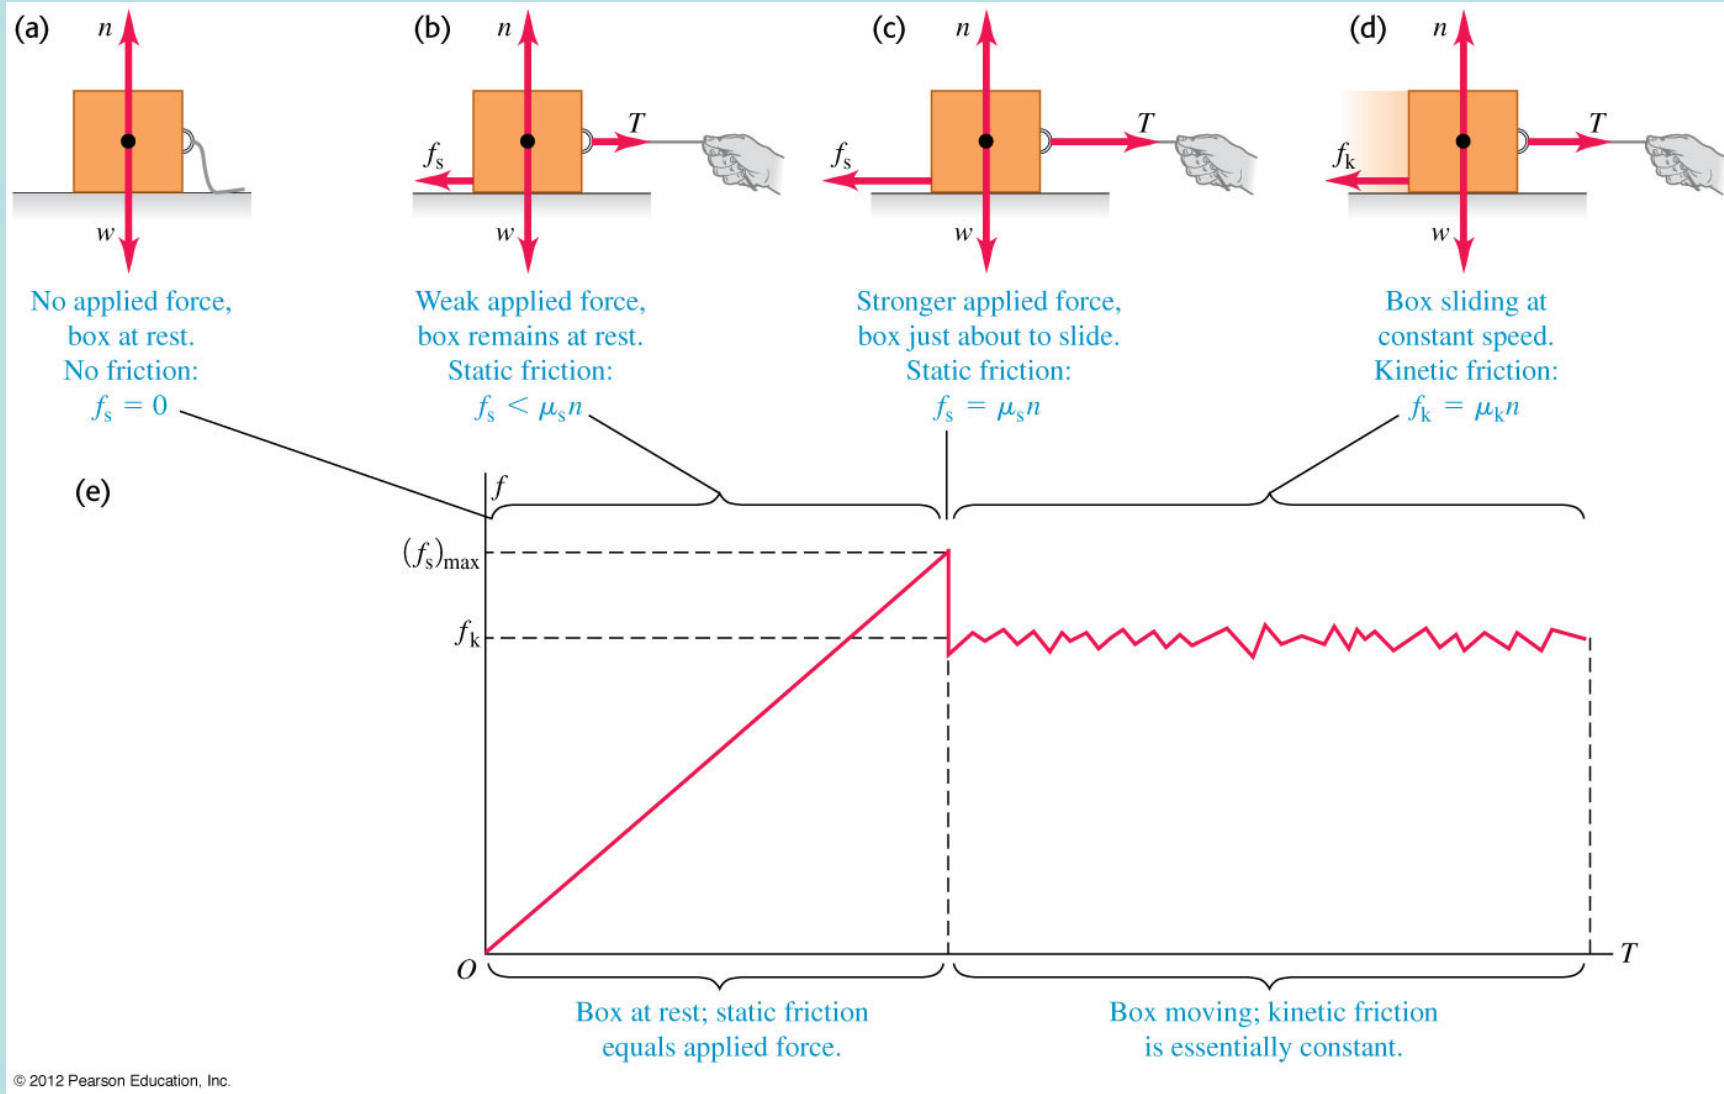 (a)
n
w
No applied force,
box at rest.
No friction:
fs = 0
(b)
n
T
fs
w
Weak applied force,
box remains at rest.
Static friction:
fs < μsn
(c)
n
T
fs
w
Stronger applied force,
box just about to slide.
Static friction:
fs = μsn
(d)
n
T
fk
w
Box sliding at
constant speed.
Kinetic friction:
fk = μkn
(e)
f
(fs)max
fk
O
T
Box at rest; static friction
equals applied force.
Box moving; kinetic friction
is essentially constant.
© 2012 Pearson Education, Inc.